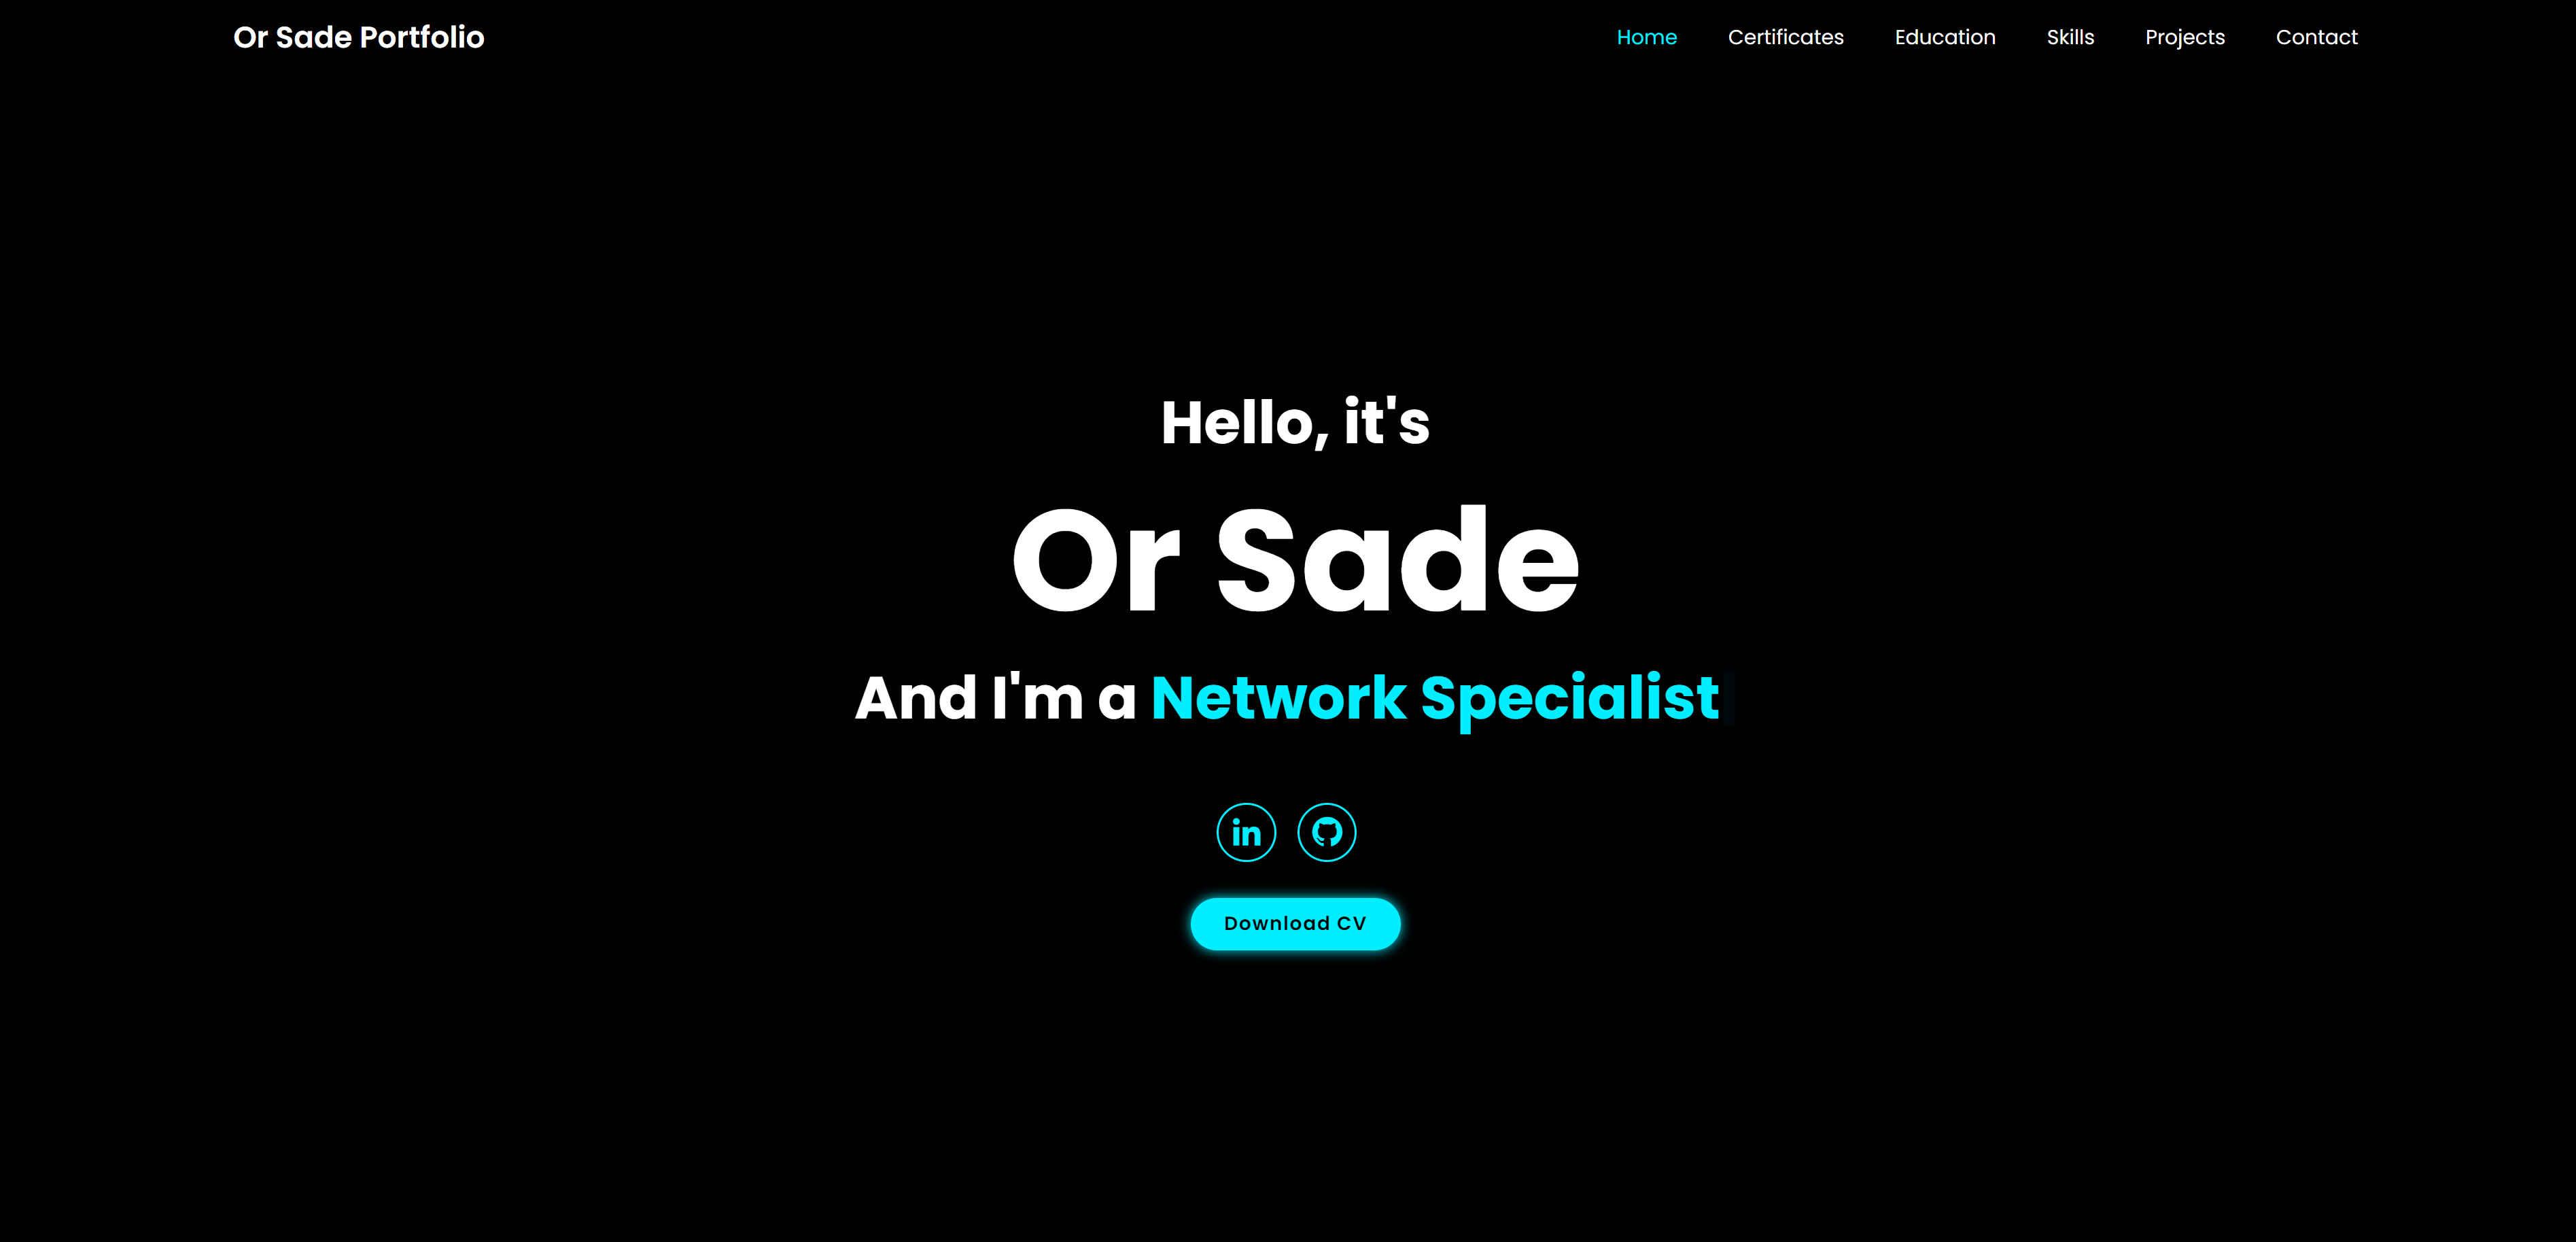 Or Sade Portfolio
Home Certificates Education Skills Projects Contact
Hello, it's
Or Sade
And I'm a Network Specialist
in
Download CV